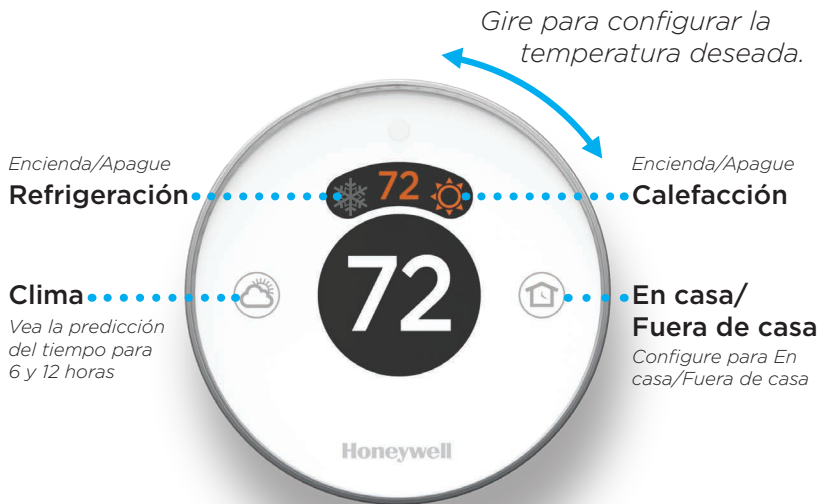 Gire para configurar la
temperatura deseada.
Encienda/Apague
Refrigeración
72
Encienda/Apague
Calefacción
72
Clima
Vea la predicción
del tiempo para
6 y 12 horas
En casa/
Fuera de casa
Configure para En
casa/Fuera de casa
Honeywell